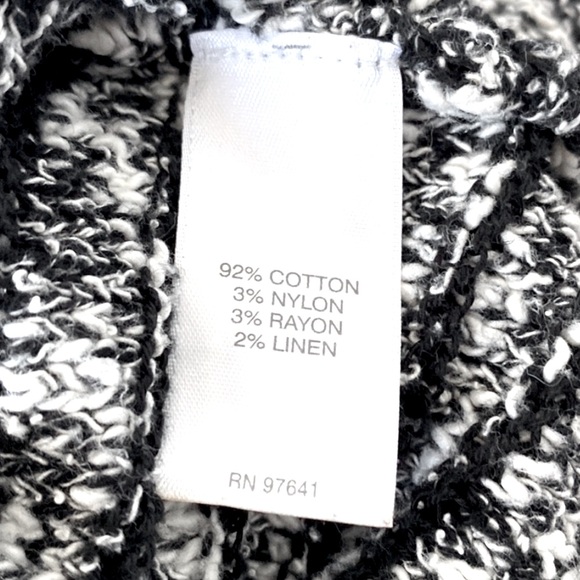 92% COTTON
3% NYLON
3% RAYON
2% LINEN
RN 97641